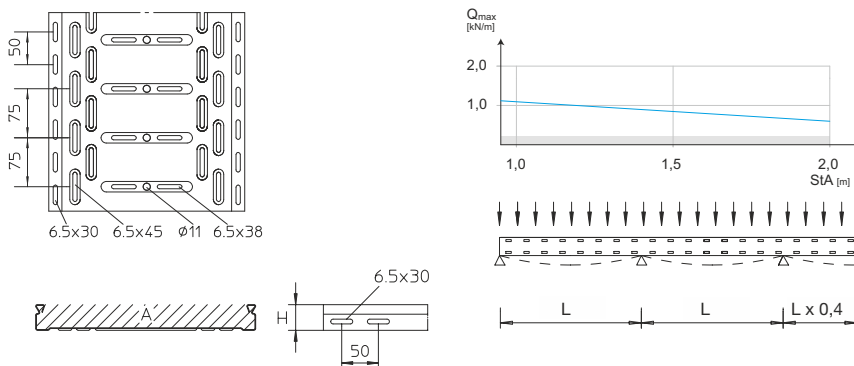 50
75
75
6.5x30
6.5x45
ø11
6.5x38
A
H
6.5x30
50
Qmax
[kN/m]
2,0
1,0
1,0
1,5
2,0
StA [m]
L
L
L x 0,4